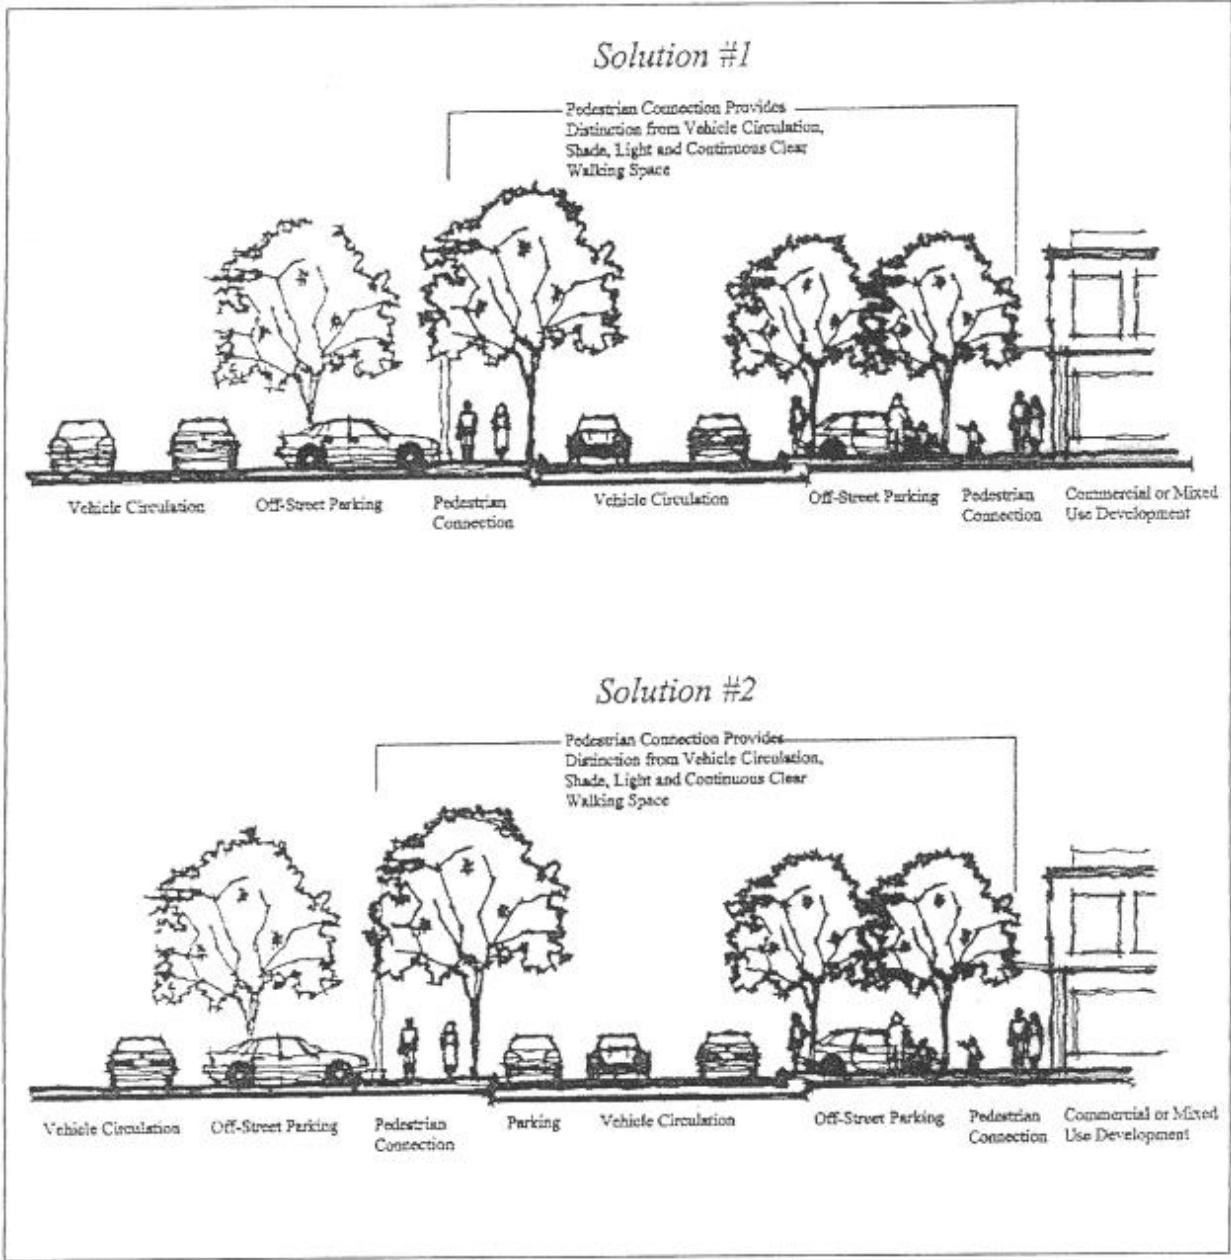 Solution #1
Pedestrian Connection Provides
Distinction from Vehicle Circulation,
Shade, Light and Continuous Clear
Walking Space
Vehicle Circulation
Off-Street Parking
Pedestrian
Connection
Vehicle Circulation
Off-Street Parking
Pedestrian
Connection
Commercial or Mixed
Use Development
Solution #2
Pedestrian Connection Provides
Distinction from Vehicle Circulation,
Shade, Light and Continuous Clear
Walking Space
Vehicle Circulation
Off-Street Parking
Pedestrian
Connection
Parking
Vehicle Circulation
Off-Street Parking
Pedestrian
Connection
Commercial or Mixed
Use Development